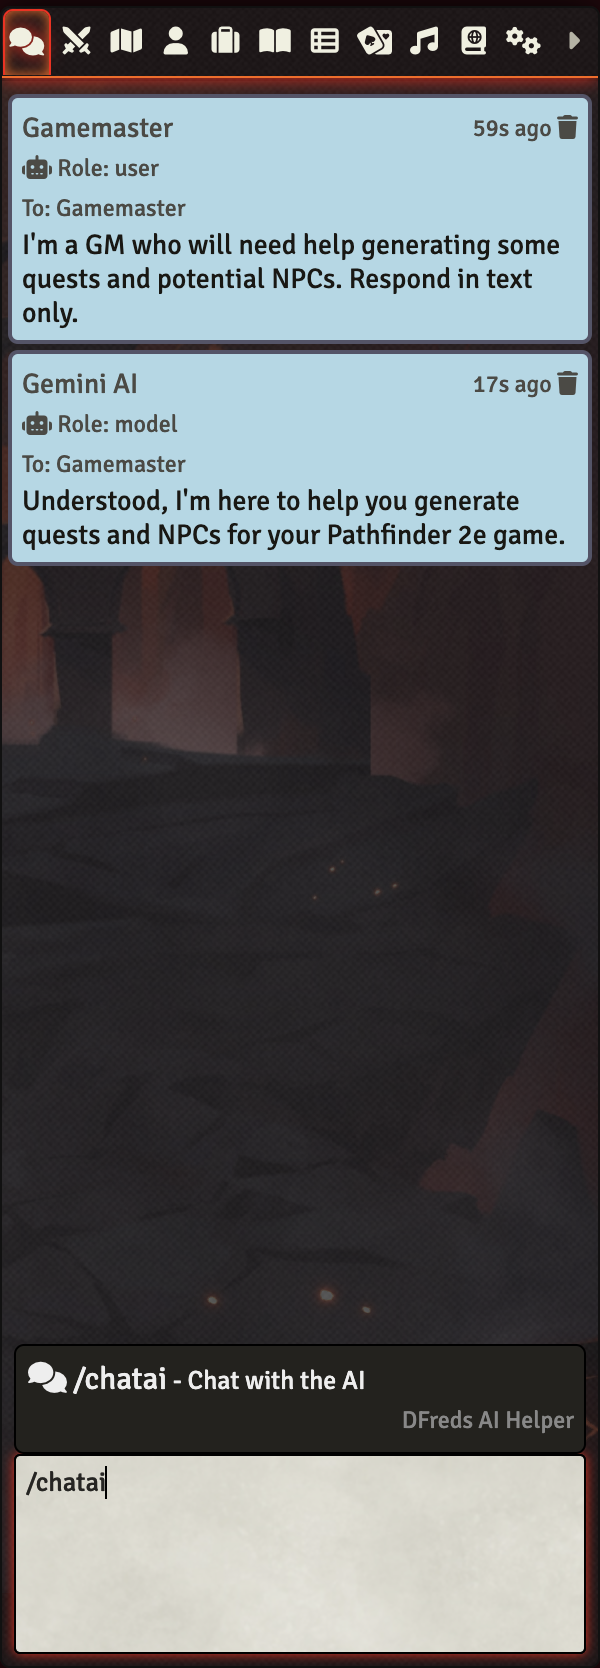 Gamemaster 59s ago
Role: user
To: Gamemaster
I'm a GM who will need help generating some
quests and potential NPCs. Respond in text
only.
Gemini AI 17s ago
Role: model
To: Gamemaster
Understood, I'm here to help you generate
quests and NPCs for your Pathfinder 2e game.
/chatai - Chat with the AI
DFreds AI Helper
/chatai